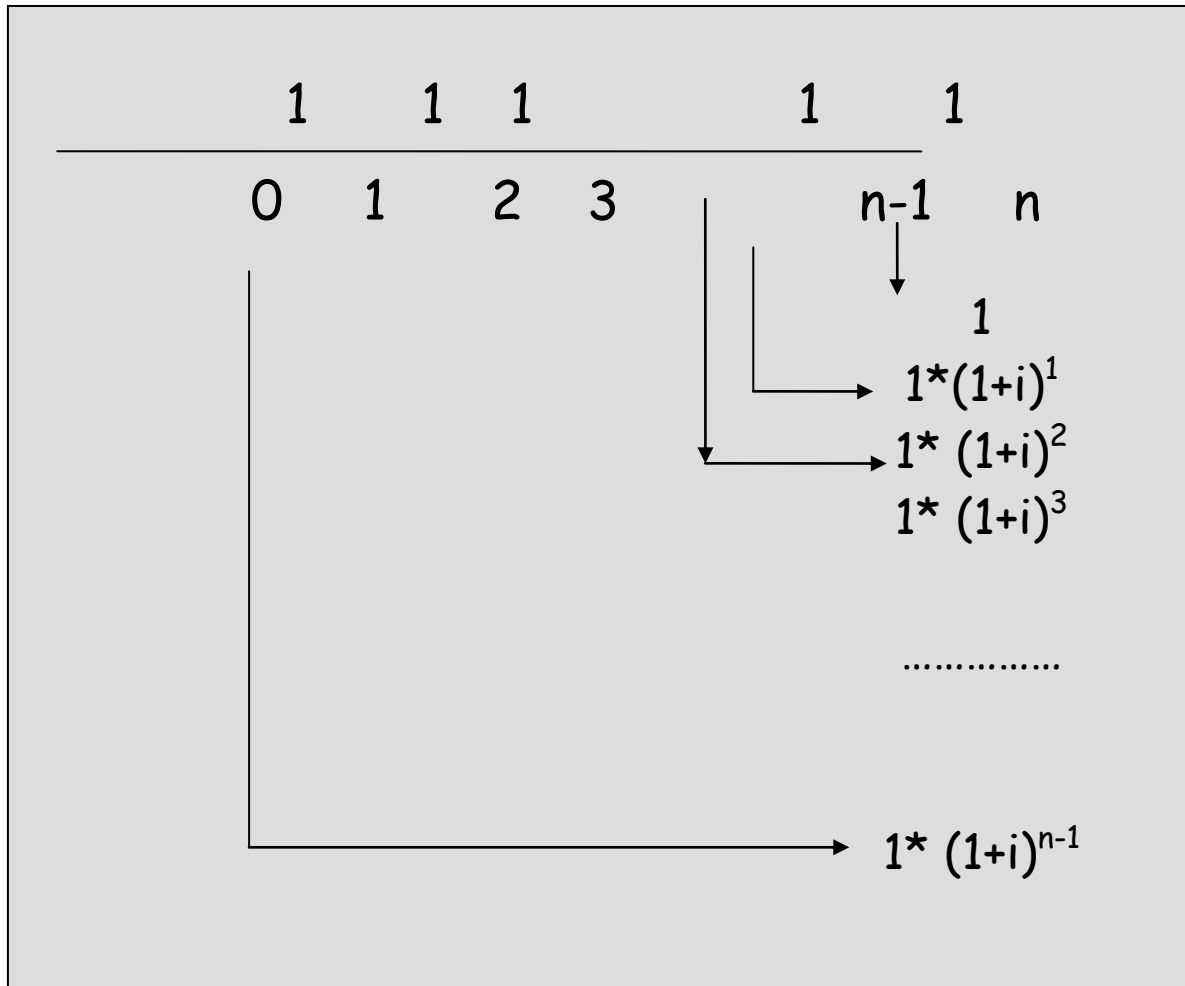 1 1 1 1 1
0 1 2 3 n-1 n
1
1*(1+i)¹
1* (1+i)²
1* (1+i)³
……………
1* (1+i)ⁿ⁻¹